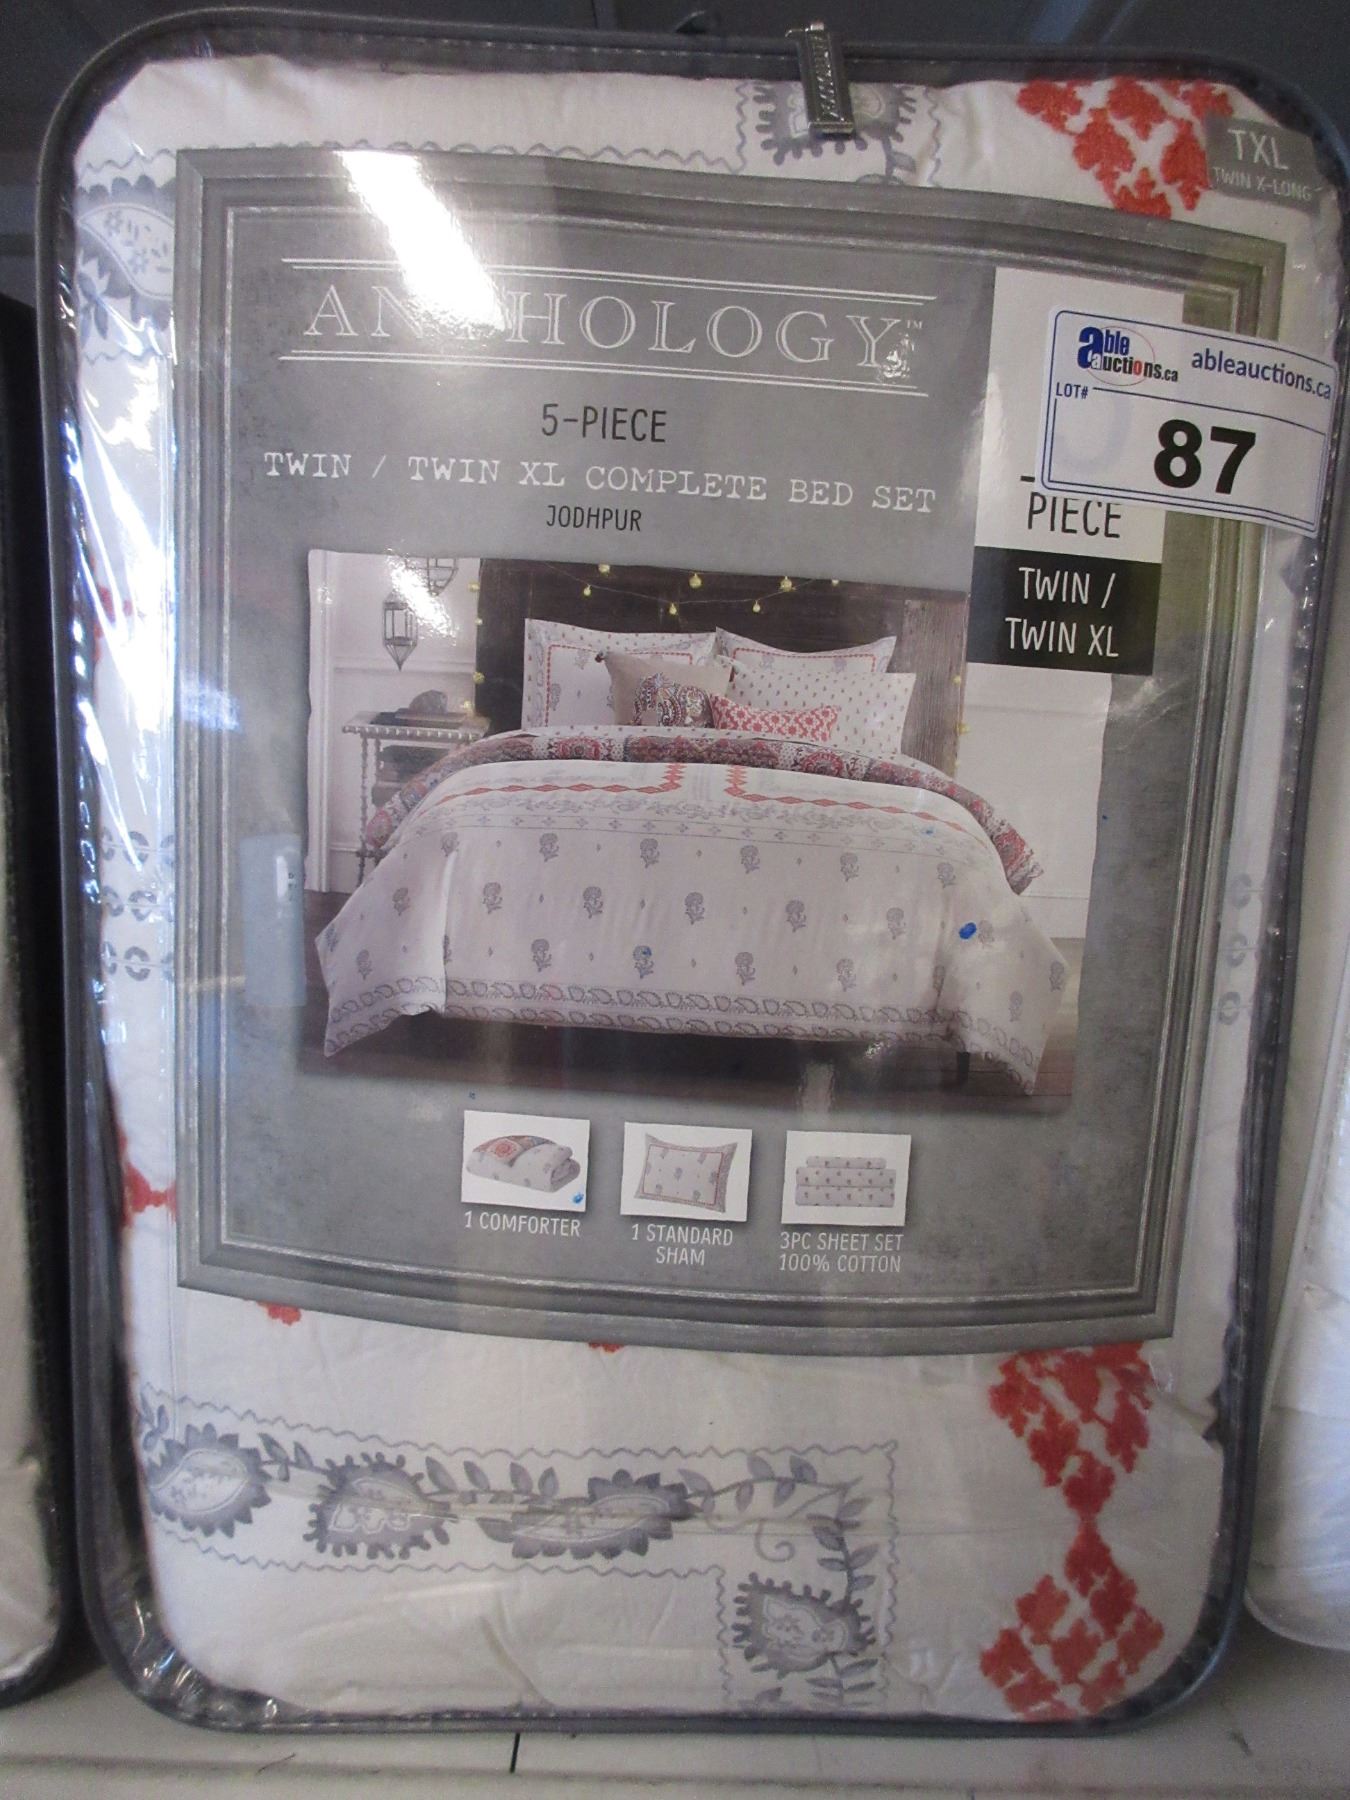 TXL
TWIN X-LONG
ANTHOLOGY™
5-PIECE
TWIN / TWIN XL COMPLETE BED SET
JODHPUR
able auctions.ca
ableauctions.ca
LOT#
87
PIECE
TWIN /
TWIN XL
1 COMFORTER
1 STANDARD
SHAM
3PC SHEET SET
100% COTTON